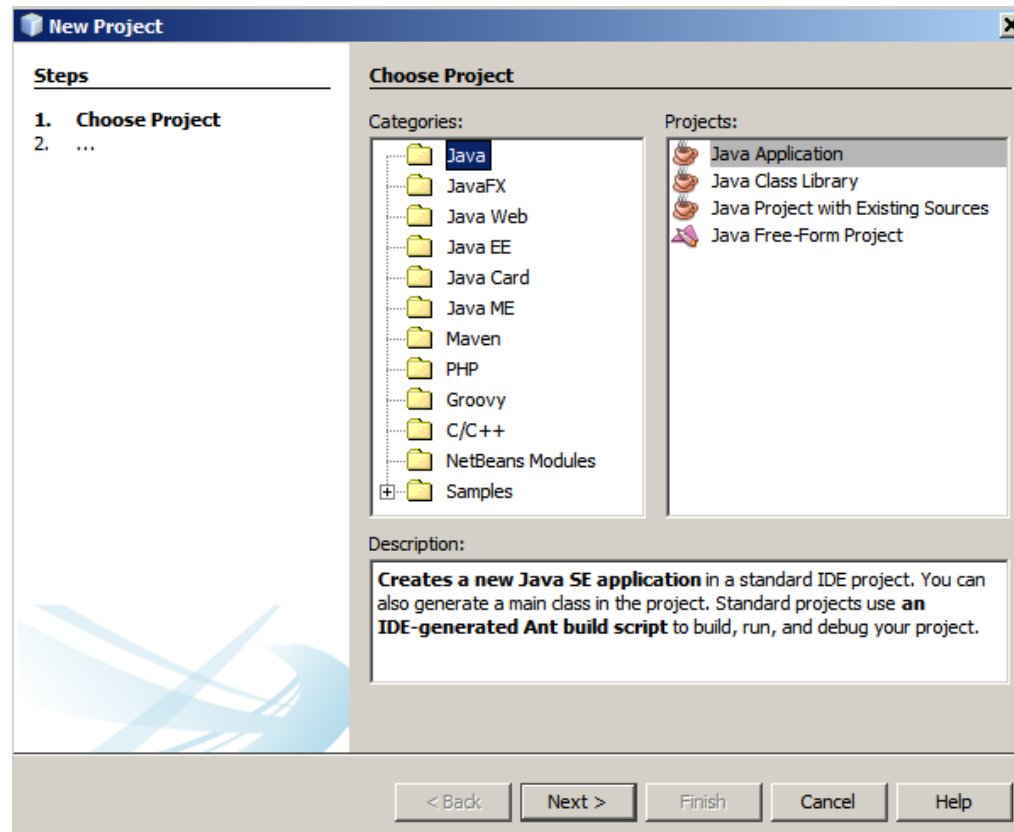 New Project
Steps
1. Choose Project
2. ...
Choose Project
Categories:
Java
JavaFX
Java Web
Java EE
Java Card
Java ME
Maven
PHP
Groovy
C/C++
NetBeans Modules
Samples
Projects:
Java Application
Java Class Library
Java Project with Existing Sources
Java Free-Form Project
Description:
Creates a new Java SE application in a standard IDE project. You can
also generate a main class in the project. Standard projects use an
IDE-generated Ant build script to build, run, and debug your project.
< Back
Next >
Finish
Cancel
Help